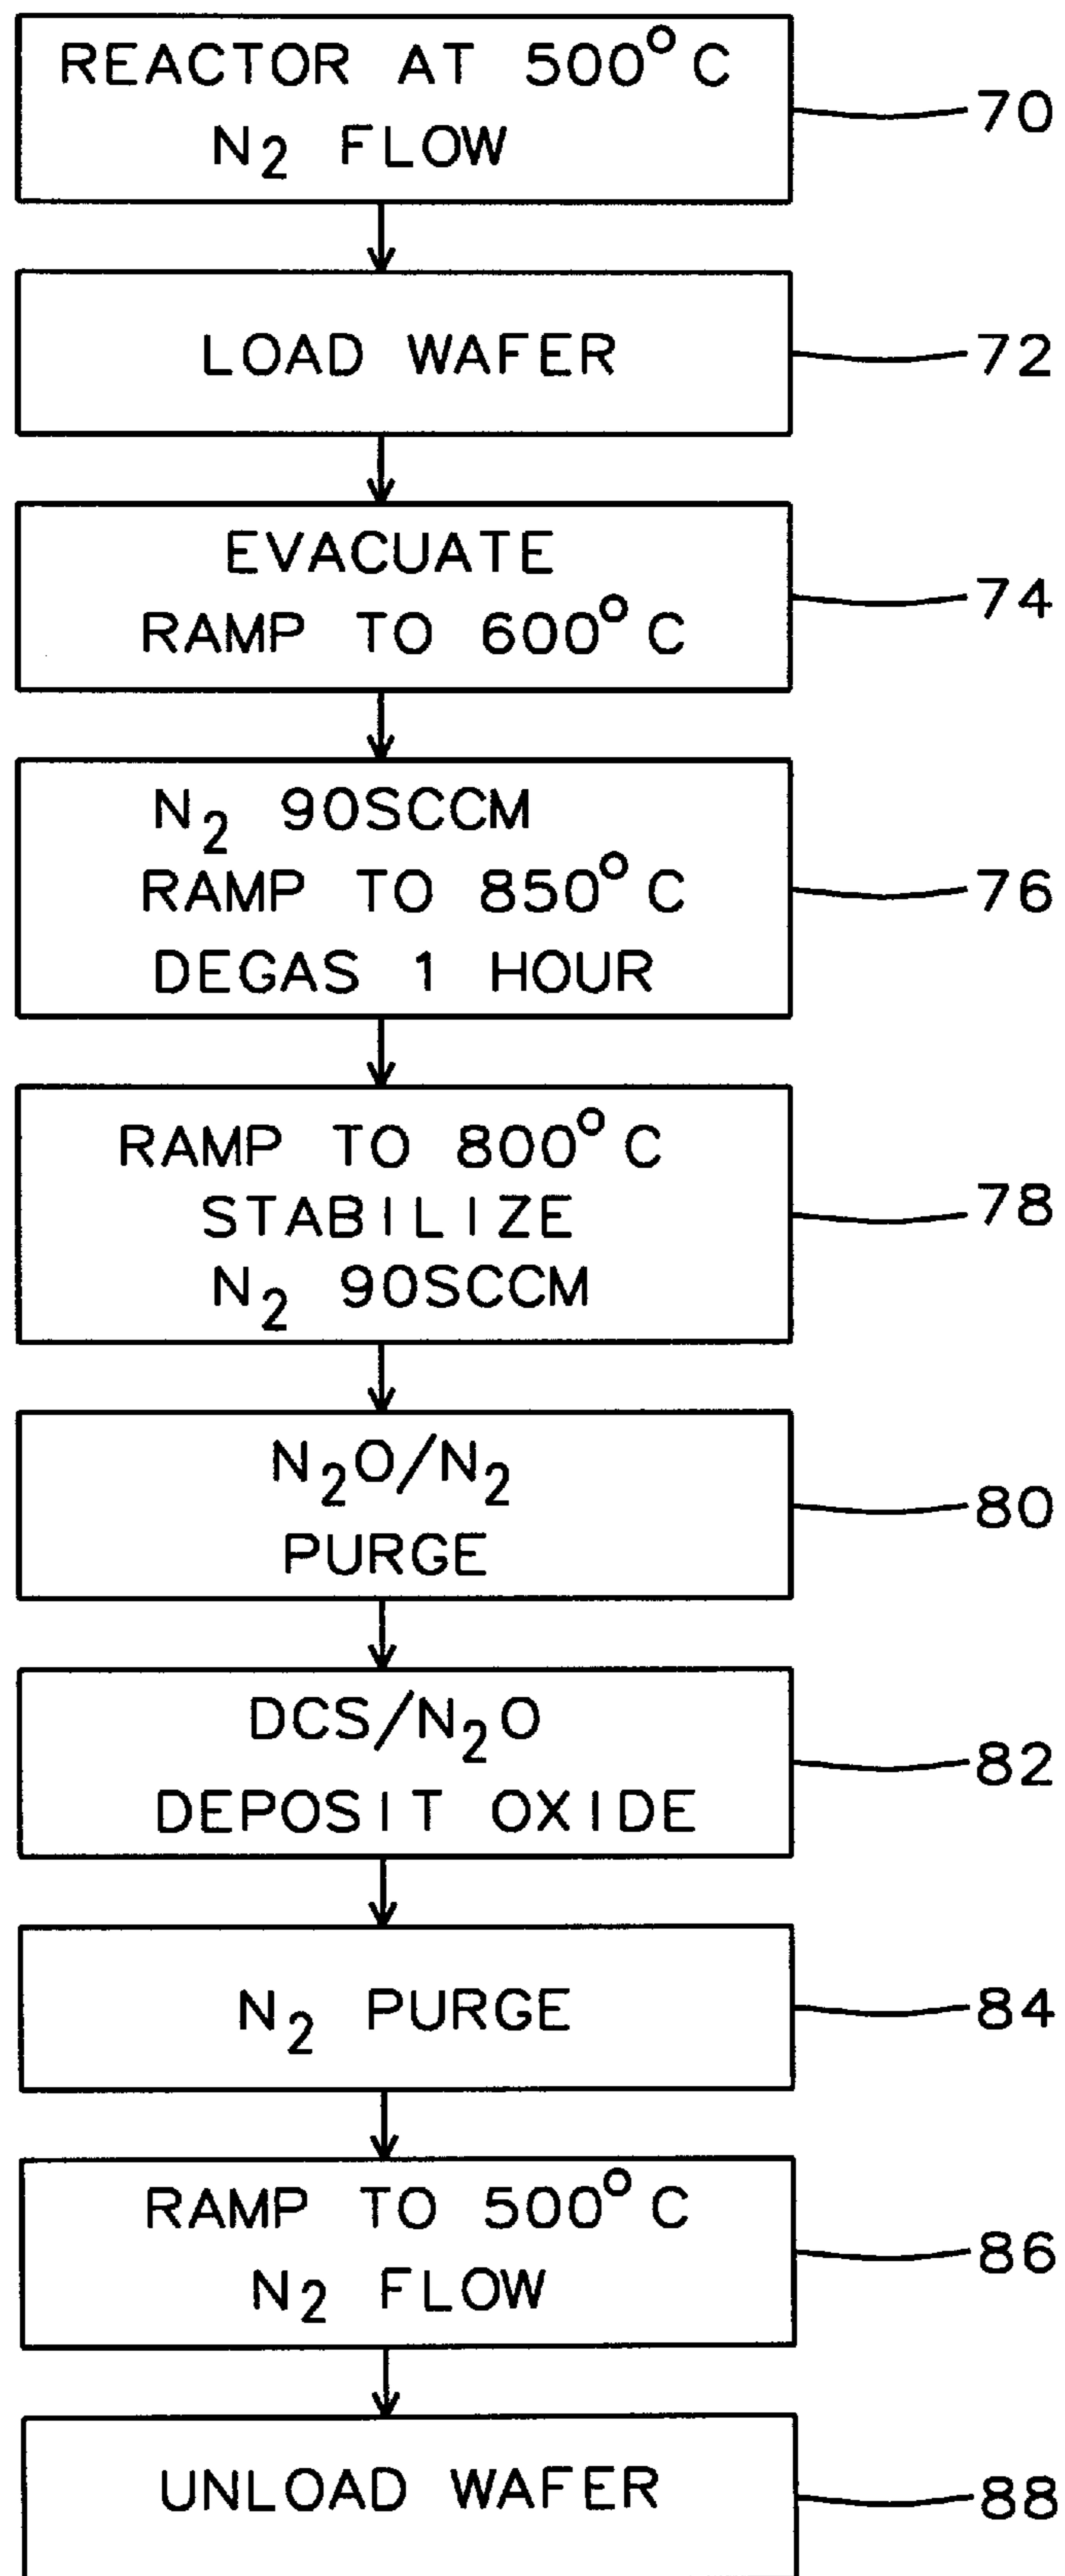 REACTOR AT 500°C
N2 FLOW
70
LOAD WAFER
72
EVACUATE
RAMP TO 600°C
74
N2 90SCCM
RAMP TO 850°C
DEGAS 1 HOUR
76
RAMP TO 800°C
STABILIZE
N2 90SCCM
78
N2O/N2
PURGE
80
DCS/N2O
DEPOSIT OXIDE
82
N2 PURGE
84
RAMP TO 500°C
N2 FLOW
86
UNLOAD WAFER
88